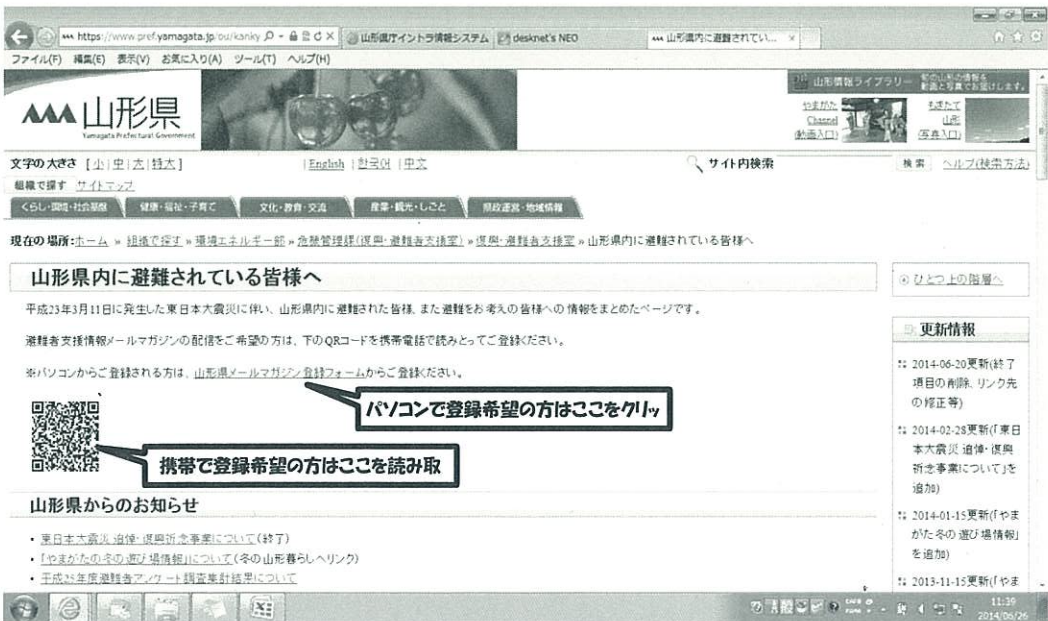 https://www.pref.yamagata.jp/ou/kanky
山形県庁イントラ情報システム
desknet's NEO
山形県内に避難されてい...
ファイル(F) 編集(E) 表示(V) お気に入り(A) ツール(T) ヘルプ(H)
山形県
Yamagata Prefectural Government
山形情報ライブラリー
旬の山形の情報を
動画と写真でお届けします。
やまがた
Channel
(動画入口)
もぎたて
山形
(写真入口)
文字の大きさ [小|中|大|特大]
|English |한국어 |中文
サイト内検索
検索 ヘルプ(検索方法)
組織で探す サイトマップ
くらし・環境・社会基盤 健康・福祉・子育て 文化・教育・交流 産業・観光・しごと 県政運営・地域情報
現在の場所:ホーム » 組織で探す » 環境エネルギー部 » 危機管理課(復興・避難者支援室) » 復興・避難者支援室 » 山形県内に避難されている皆様へ
山形県内に避難されている皆様へ
平成23年3月11日に発生した東日本大震災に伴い、山形県内に避難された皆様、また避難をお考えの皆様への情報をまとめたページです。
避難者支援情報メールマガジンの配信をご希望の方は、下のQRコードを携帯電話で読みとってご登録ください。
※パソコンからご登録される方は、山形県メールマガジン登録フォームからご登録ください。
パソコンで登録希望の方はここをクリッ
携帯で登録希望の方はここを読み取
山形県からのお知らせ
・東日本大震災 追悼・復興祈念事業について(終了)
・「やまがたの冬の遊び場情報」について(冬の山形暮らしへリンク)
・平成25年度避難者アンケート調査集計結果について
ひとつ上の階層へ
更新情報
2014-06-20更新(終了
項目の削除、リンク先
の修正等)
2014-02-28更新(「東日
本大震災 追悼・復興
祈念事業について」を
追加)
2014-01-15更新(「やま
がた冬の遊び場情報」
を追加)
2013-11-15更新(「やま
11:39
2014/06/26